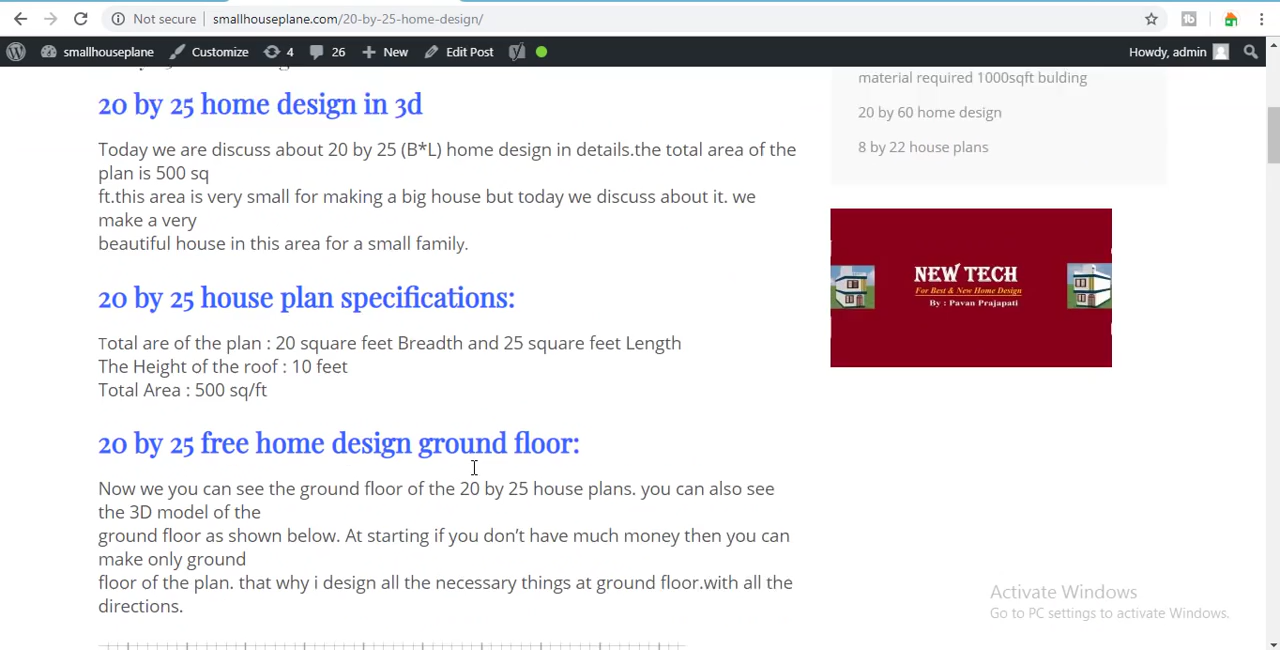 Not secure smallhouseplane.com/20-by-25-home-design/
smallhouseplane Customize 4 26 New Edit Post Howdy, admin
20 by 25 home design in 3d
Today we are discuss about 20 by 25 (B*L) home design in details.the total area of the
plan is 500 sq
ft.this area is very small for making a big house but today we discuss about it. we
make a very
beautiful house in this area for a small family.
20 by 25 house plan specifications:
Total are of the plan : 20 square feet Breadth and 25 square feet Length
The Height of the roof : 10 feet
Total Area : 500 sq/ft
20 by 25 free home design ground floor:
Now we you can see the ground floor of the 20 by 25 house plans. you can also see
the 3D model of the
ground floor as shown below. At starting if you don’t have much money then you can
make only ground
floor of the plan. that why i design all the necessary things at ground floor.with all the
directions.
material required 1000sqft bulding
20 by 60 home design
8 by 22 house plans
NEW TECH
For Best & New Home Design
By : Pavan Prajapati
Activate Windows
Go to PC settings to activate Windows.